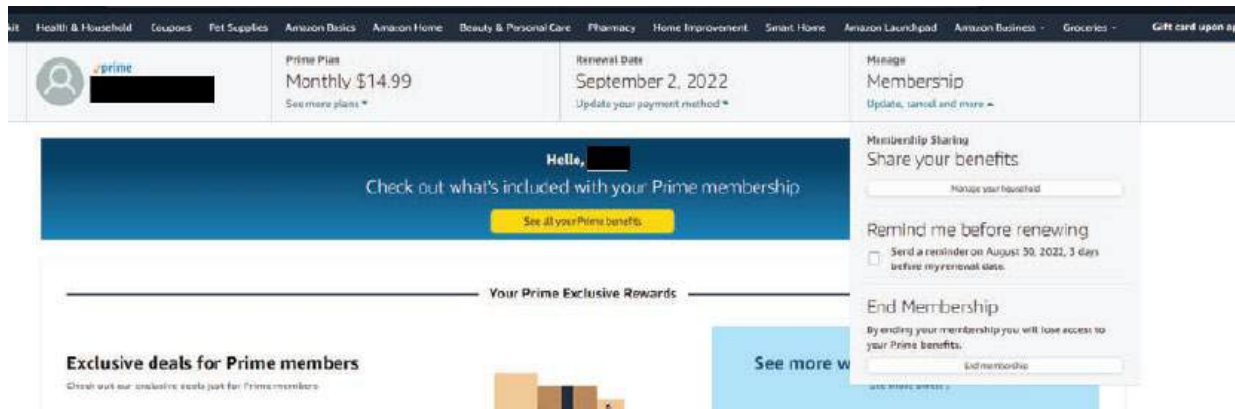 Health & Household Coupons Pet Supplies Amazon Basics Amazon Home Beauty & Personal Care Pharmacy Home Improvement Smart Home Amazon Launchpad Amazon Business Groceries Gift card upon
prime
Prime Plan
Monthly $14.99
See more plans
Renewal Date
September 2, 2022
Update your payment method
Manage
Membership
Update, cancel and more
Membership Sharing
Share your benefits
Manage your household
Remind me before renewing
Send a reminder on August 30, 2022, 3 days
before my renewal date.
End Membership
By ending your membership you will lose access to
your Prime benefits.
End membership
Hello,
Check out what's included with your Prime membership
See all your Prime benefits
Your Prime Exclusive Rewards
Exclusive deals for Prime members
Check out our exclusive deals just for Prime members
See more w